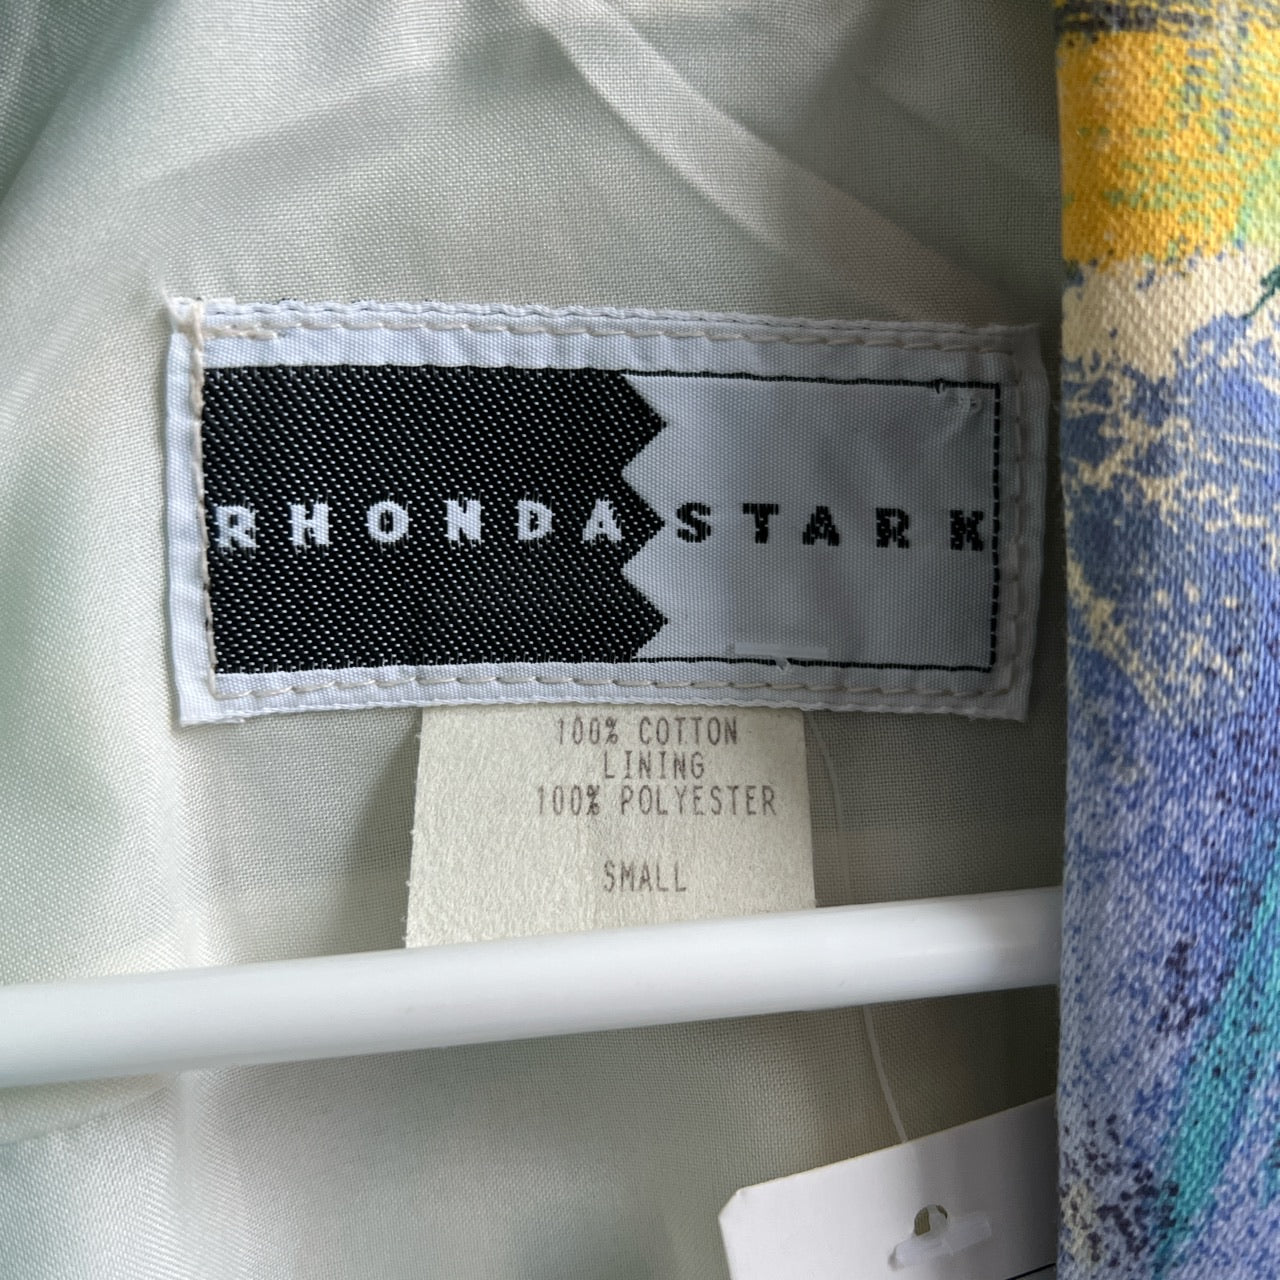 RHONDA STARK
100% COTTON
LINING
100% POLYESTER
SMALL